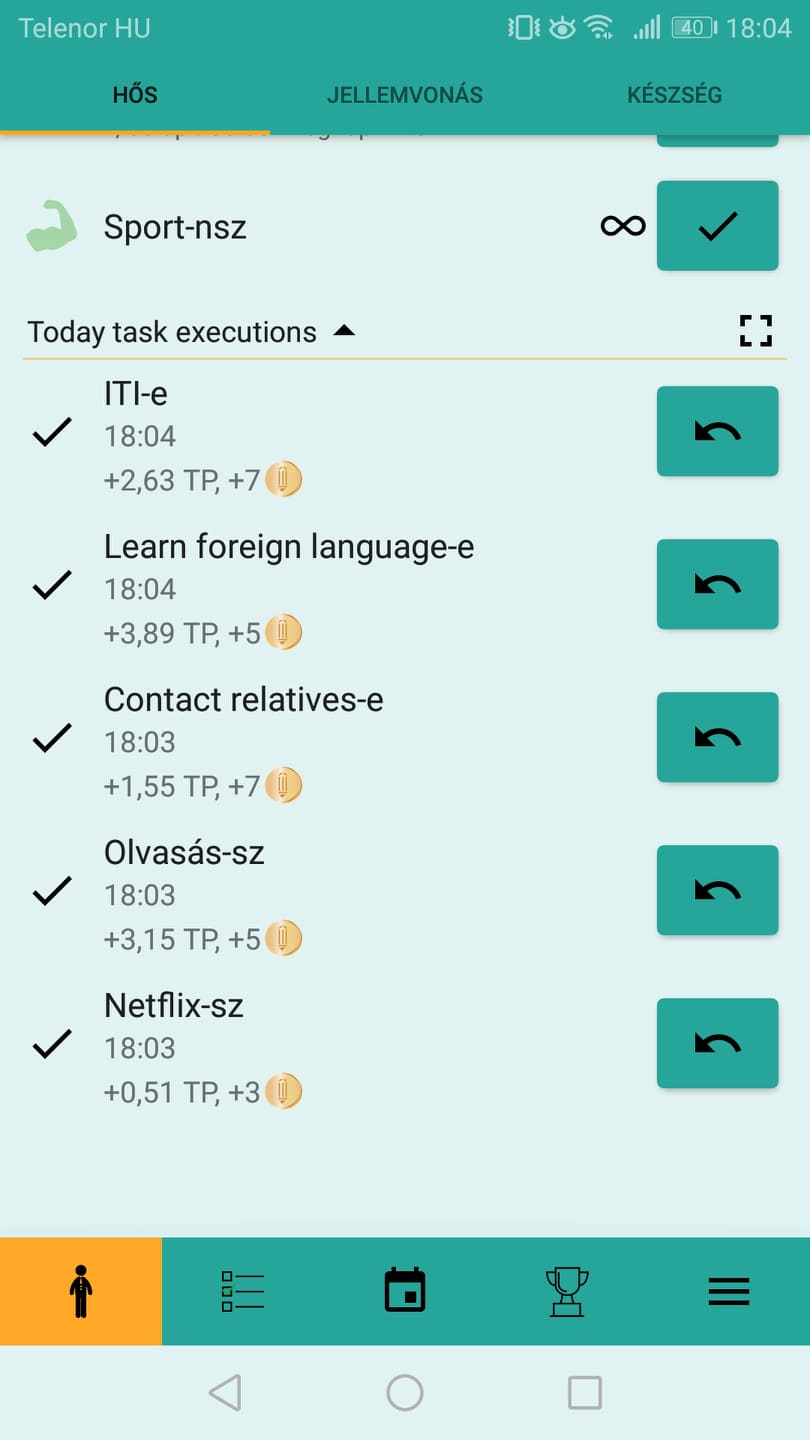 Telenor HU
40
18:04
HŐS
JELLEMVONÁS
KÉSZSÉG
Sport-nsz
Today task executions
ITI-e
18:04
+2,63 TP, +7
Learn foreign language-e
18:04
+3,89 TP, +5
Contact relatives-e
18:03
+1,55 TP, +7
Olvasás-sz
18:03
+3,15 TP, +5
Netflix-sz
18:03
+0,51 TP, +3